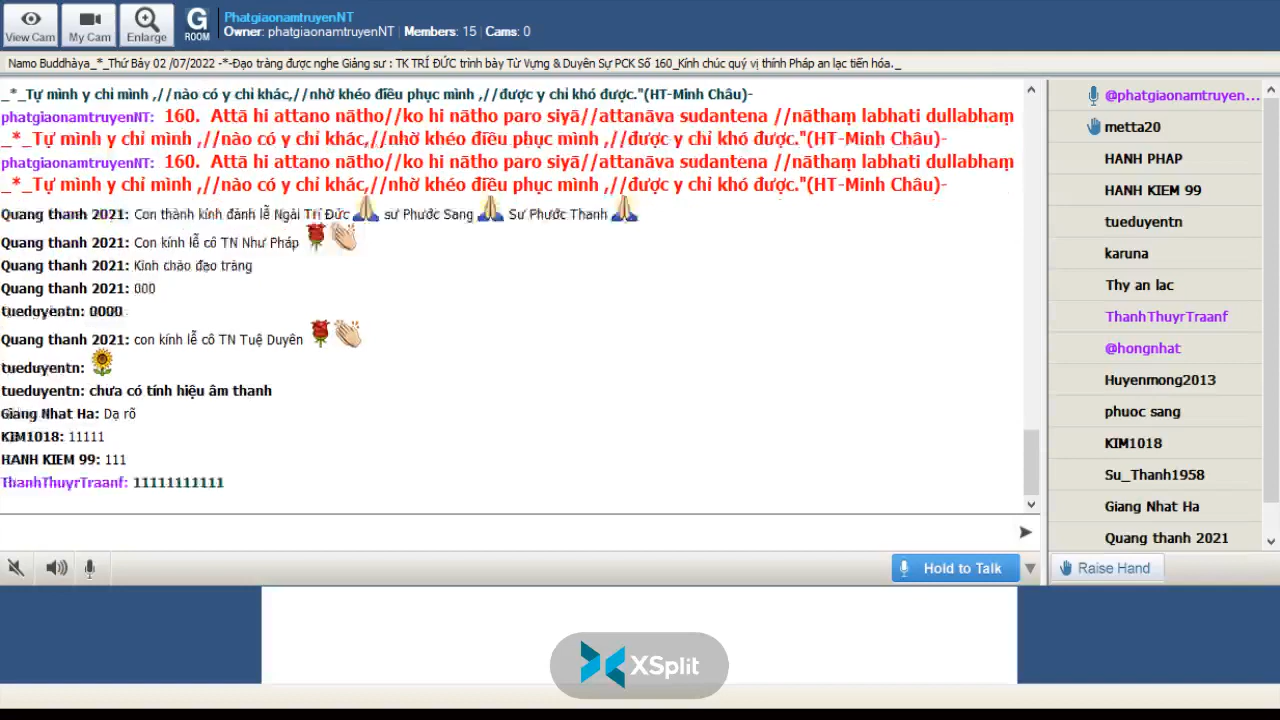 View Cam
My Cam
Enlarge
G
ROOM
PhatgiaonamtruyenNT
Owner: phatgiaonamtruyenNT | Members: 15 | Cams: 0
Namo Buddhàya_*_Thứ Bảy 02 /07/2022 -*-Đạo tràng được nghe Giảng sư : TK TRÍ ĐỨC trình bày Từ Vựng & Duyên Sự PCK Số 160_Kính chúc quý vị thính Pháp an lạc tiến hóa._
_*_Tự mình y chỉ mình ,//nào có y chỉ khác,//nhờ khéo điều phục mình ,//được y chỉ khó được."(HT-Minh Châu)-
phatgiaonamtruyenNT: 160. Attā hi attano nātho//ko hi nātho paro siyā//attanāva sudantena //nāthaṃ labhati dullabhaṃ
_*_Tự mình y chỉ mình ,//nào có y chỉ khác,//nhờ khéo điều phục mình ,//được y chỉ khó được."(HT-Minh Châu)-
phatgiaonamtruyenNT: 160. Attā hi attano nātho//ko hi nātho paro siyā//attanāva sudantena //nāthaṃ labhati dullabhaṃ
_*_Tự mình y chỉ mình ,//nào có y chỉ khác,//nhờ khéo điều phục mình ,//được y chỉ khó được."(HT-Minh Châu)-
Quang thanh 2021: Con thành kính đảnh lễ Ngài Trí Đức sư Phước Sang Sư Phước Thanh
Quang thanh 2021: Con kính lễ cô TN Như Pháp
Quang thanh 2021: Kính chào đạo tràng
Quang thanh 2021: 000
tueduyentn: 0000
Quang thanh 2021: con kính lễ cô TN Tuệ Duyên
tueduyentn:
tueduyentn: chưa có tính hiệu âm thanh
Giang Nhat Ha: Dạ rõ
KIM1018: 11111
HANH KIEM 99: 111
ThanhThuyrTraanf: 11111111111
@phatgiaonamtruyen...
metta20
HANH PHAP
HANH KIEM 99
tueduyentn
karuna
Thy an lac
ThanhThuyrTraanf
@hongnhat
Huyenmong2013
phuoc sang
KIM1018
Su_Thanh1958
Giang Nhat Ha
Quang thanh 2021
Hold to Talk
Raise Hand
XSplit